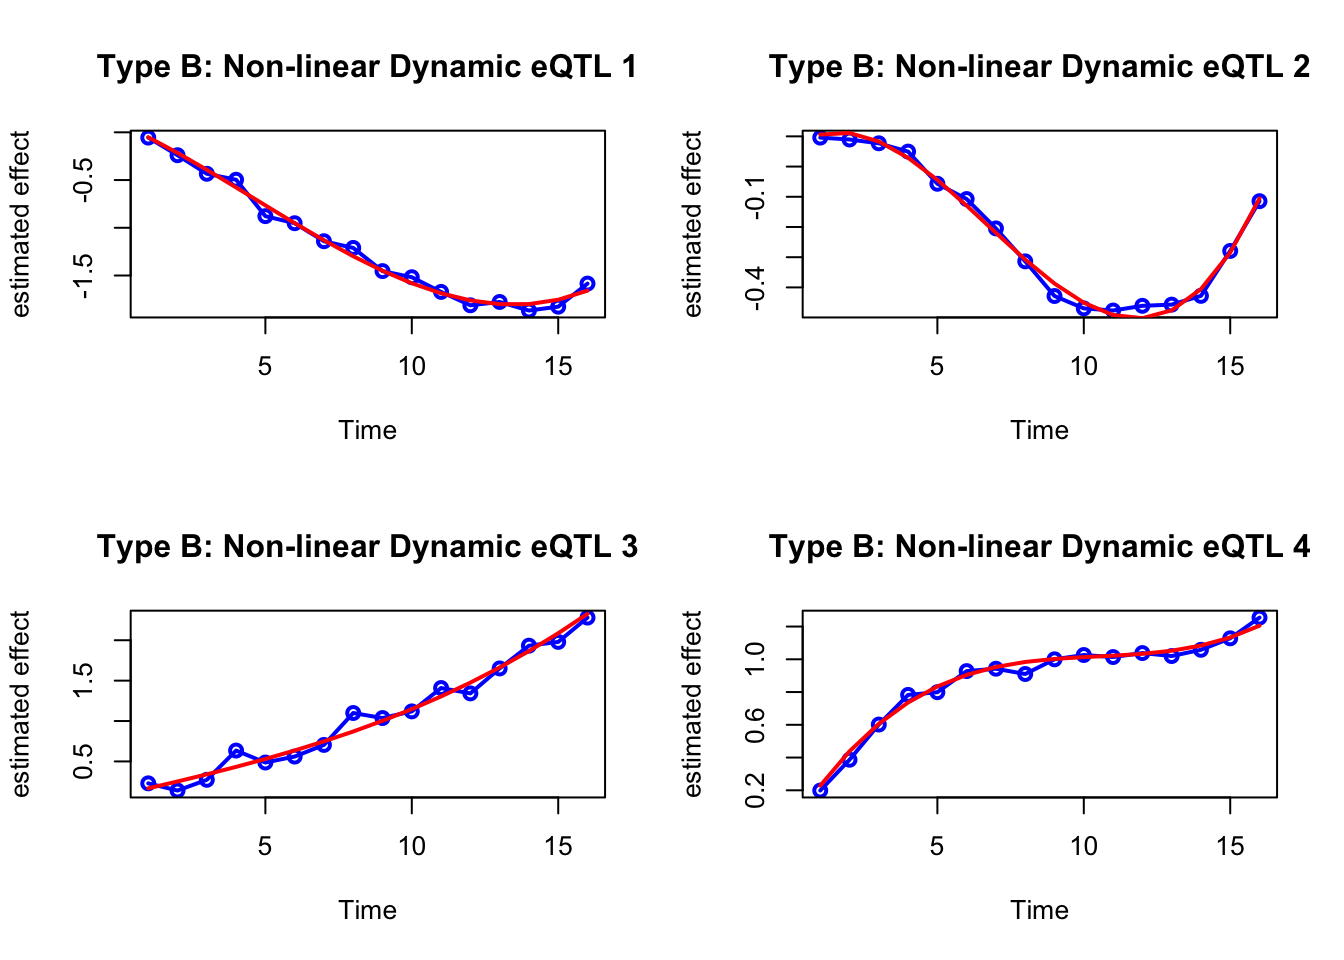 Type B: Non-linear Dynamic eQTL 1
estimated effect
-0.5
-1.5
5 10 15
Time
Type B: Non-linear Dynamic eQTL 2
estimated effect
-0.1
-0.4
5 10 15
Time
Type B: Non-linear Dynamic eQTL 3
estimated effect
1.5
0.5
5 10 15
Time
Type B: Non-linear Dynamic eQTL 4
estimated effect
1.0
0.6
0.2
5 10 15
Time